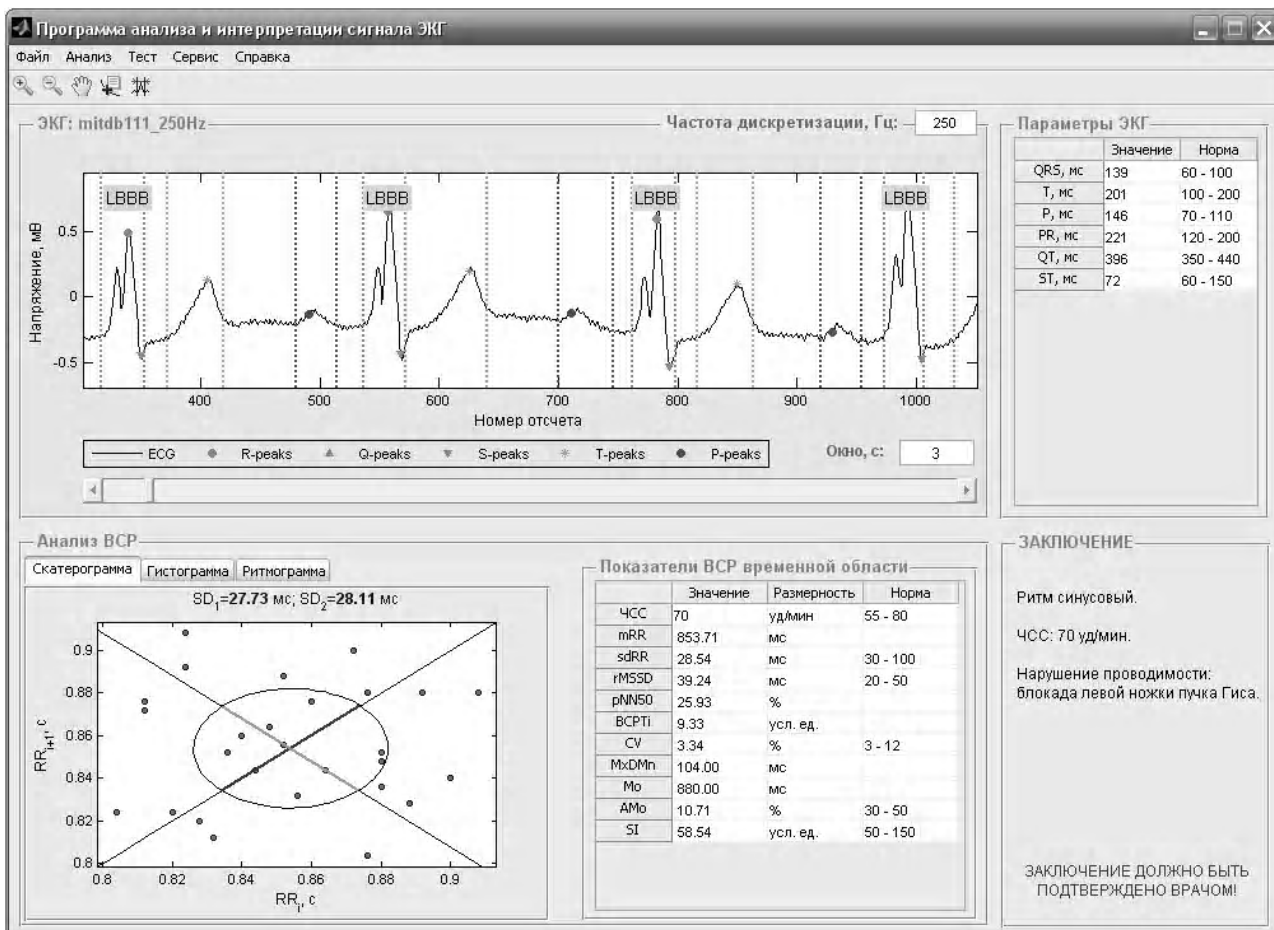 Программа анализа и интерпретации сигнала ЭКГ
Файл Анализ Тест Сервис Справка
ЭКГ: mitdb111_250Hz
Частота дискретизации, Гц: 250
LBBB LBBB LBBB LBBB
Напряжение, мВ
0.5
0
-0.5
400 500 600 700 800 900 1000
Номер отсчета
ECG R-peaks Q-peaks S-peaks T-peaks P-peaks
Окно, с: 3
Параметры ЭКГ
Значение Норма
QRS, мс 139 60 - 100
T, мс 201 100 - 200
P, мс 146 70 - 110
PR, мс 221 120 - 200
QT, мс 396 350 - 440
ST, мс 72 60 - 150
Анализ ВСР
Скатерограмма Гистограмма Ритмограмма
SD1=27.73 мс; SD2=28.11 мс
RRi+1, с
0.9
0.88
0.86
0.84
0.82
0.8
0.8 0.82 0.84 0.86 0.88 0.9
RRi, с
Показатели ВСР временной области
Значение Размерность Норма
ЧСС 70 уд/мин 55 - 80
mRR 853.71 мс
sdRR 28.54 мс 30 - 100
rMSSD 39.24 мс 20 - 50
pNN50 25.93 %
ВСРТi 9.33 усл. ед.
CV 3.34 % 3 - 12
MxDMn 104.00 мс
Mo 880.00 мс
AMo 10.71 % 30 - 50
SI 58.54 усл. ед. 50 - 150
ЗАКЛЮЧЕНИЕ
Ритм синусовый.
ЧСС: 70 уд/мин.
Нарушение проводимости:
блокада левой ножки пучка Гиса.
ЗАКЛЮЧЕНИЕ ДОЛЖНО БЫТЬ
ПОДТВЕРЖДЕНО ВРАЧОМ!